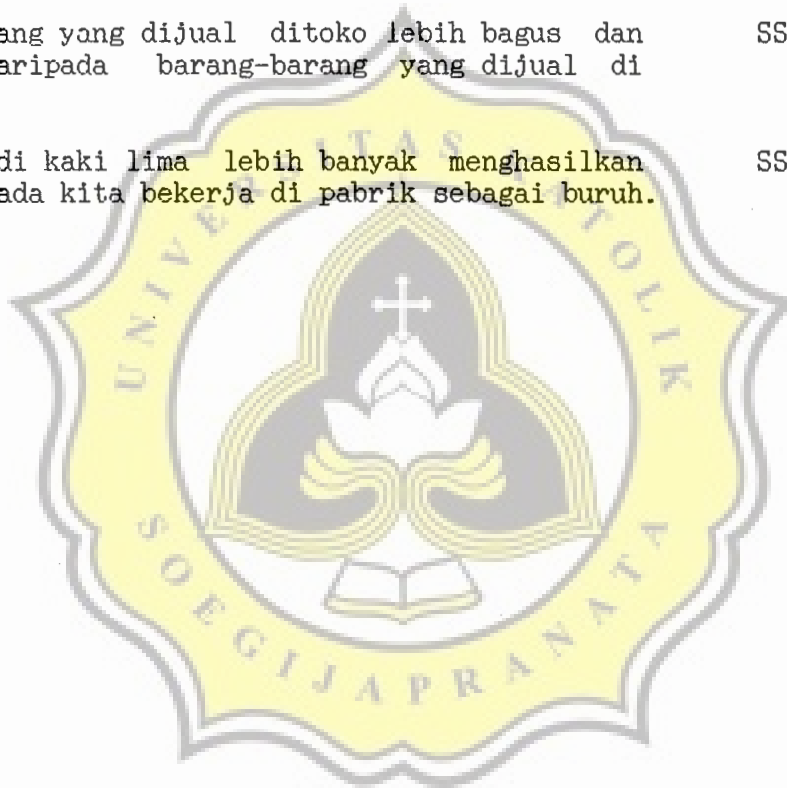 ang yang dijual ditoko lebih bagus dan SS
aripada barang-barang yang dijual di
di kaki lima lebih banyak menghasilkan SS
ada kita bekerja di pabrik sebagai buruh.
UNIVERSITAS KATOLIK
SOEGIJAPRANATA